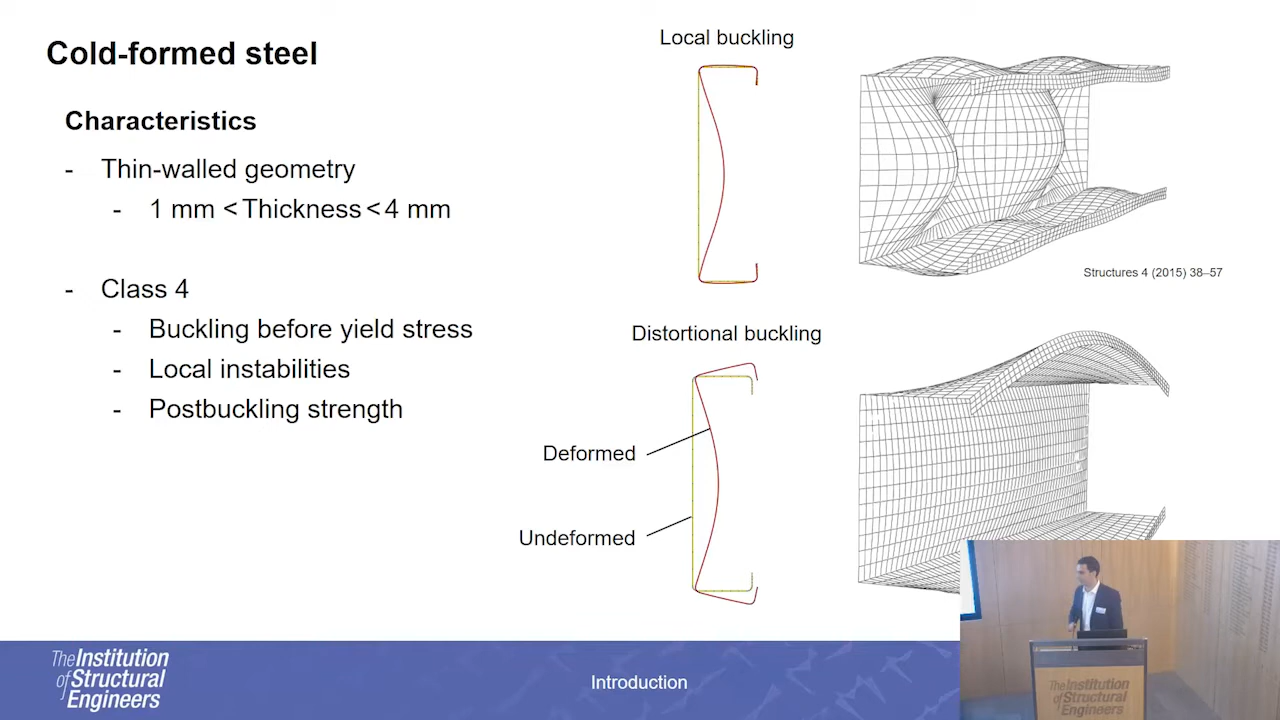 Cold-formed steel
Characteristics
- Thin-walled geometry
- 1 mm < Thickness < 4 mm
- Class 4
- Buckling before yield stress
- Local instabilities
- Postbuckling strength
Local buckling
Structures 4 (2015) 38–57
Distortional buckling
Deformed
Undeformed
The Institution
of Structural
Engineers
Introduction
The Institution
of Structural
Engineers